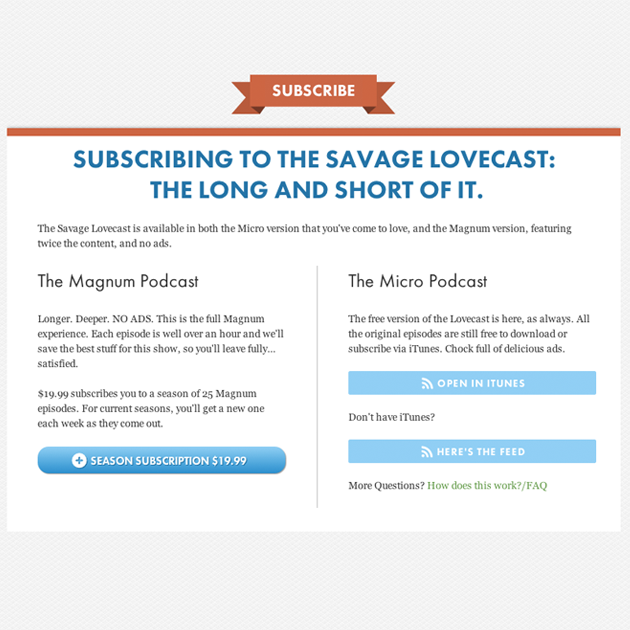 SUBSCRIBE
SUBSCRIBING TO THE SAVAGE LOVECAST:
THE LONG AND SHORT OF IT.
The Savage Lovecast is available in both the Micro version that you've come to love, and the Magnum version, featuring
twice the content, and no ads.
The Magnum Podcast
Longer. Deeper. NO ADS. This is the full Magnum
experience. Each episode is well over an hour and we'll
save the best stuff for this show, so you'll leave fully...
satisfied.
$19.99 subscribes you to a season of 25 Magnum
episodes. For current seasons, you'll get a new one
each week as they come out.
SEASON SUBSCRIPTION $19.99
The Micro Podcast
The free version of the Lovecast is here, as always. All
the original episodes are still free to download or
subscribe via iTunes. Chock full of delicious ads.
OPEN IN ITUNES
Don't have iTunes?
HERE'S THE FEED
More Questions? How does this work?/FAQ